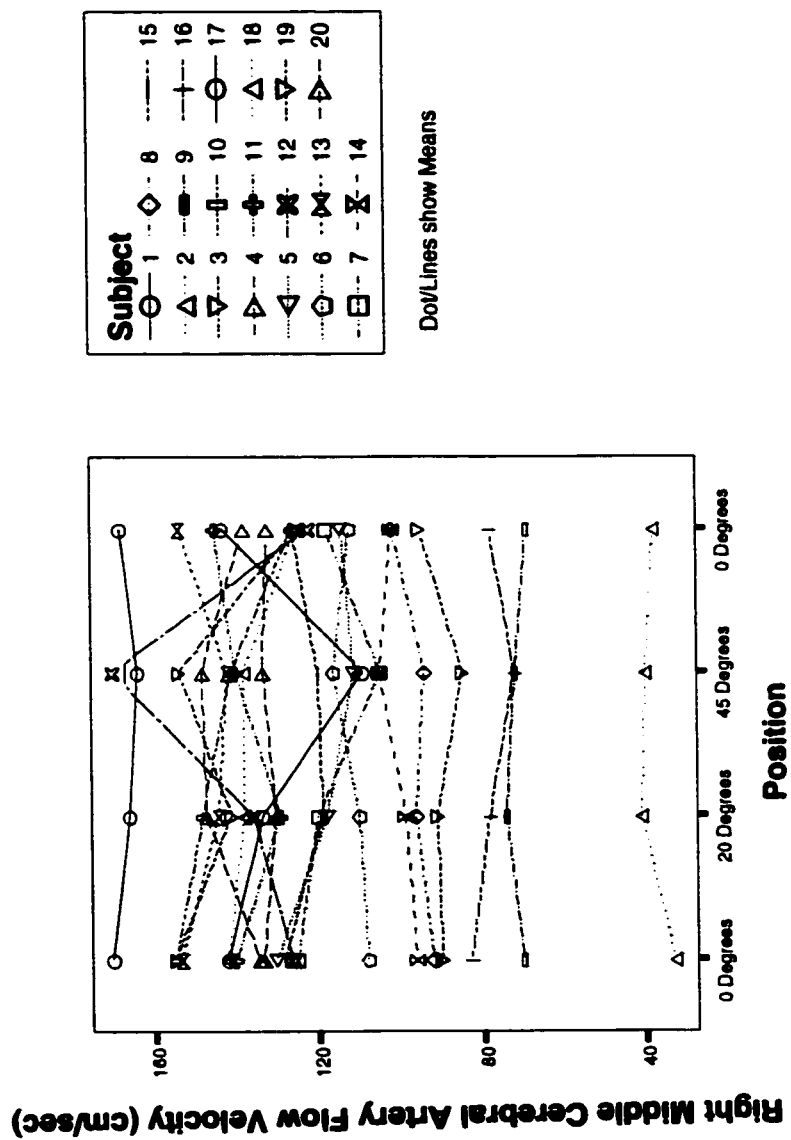 Subject
1 8 15
2 9 16
3 10 17
4 11 18
5 12 19
6 13 20
7 14
Dot/Lines show Means
Right Middle Cerebral Artery Flow Velocity (cm/sec)
160
120
80
40
0 Degrees 20 Degrees 45 Degrees 0 Degrees
Position